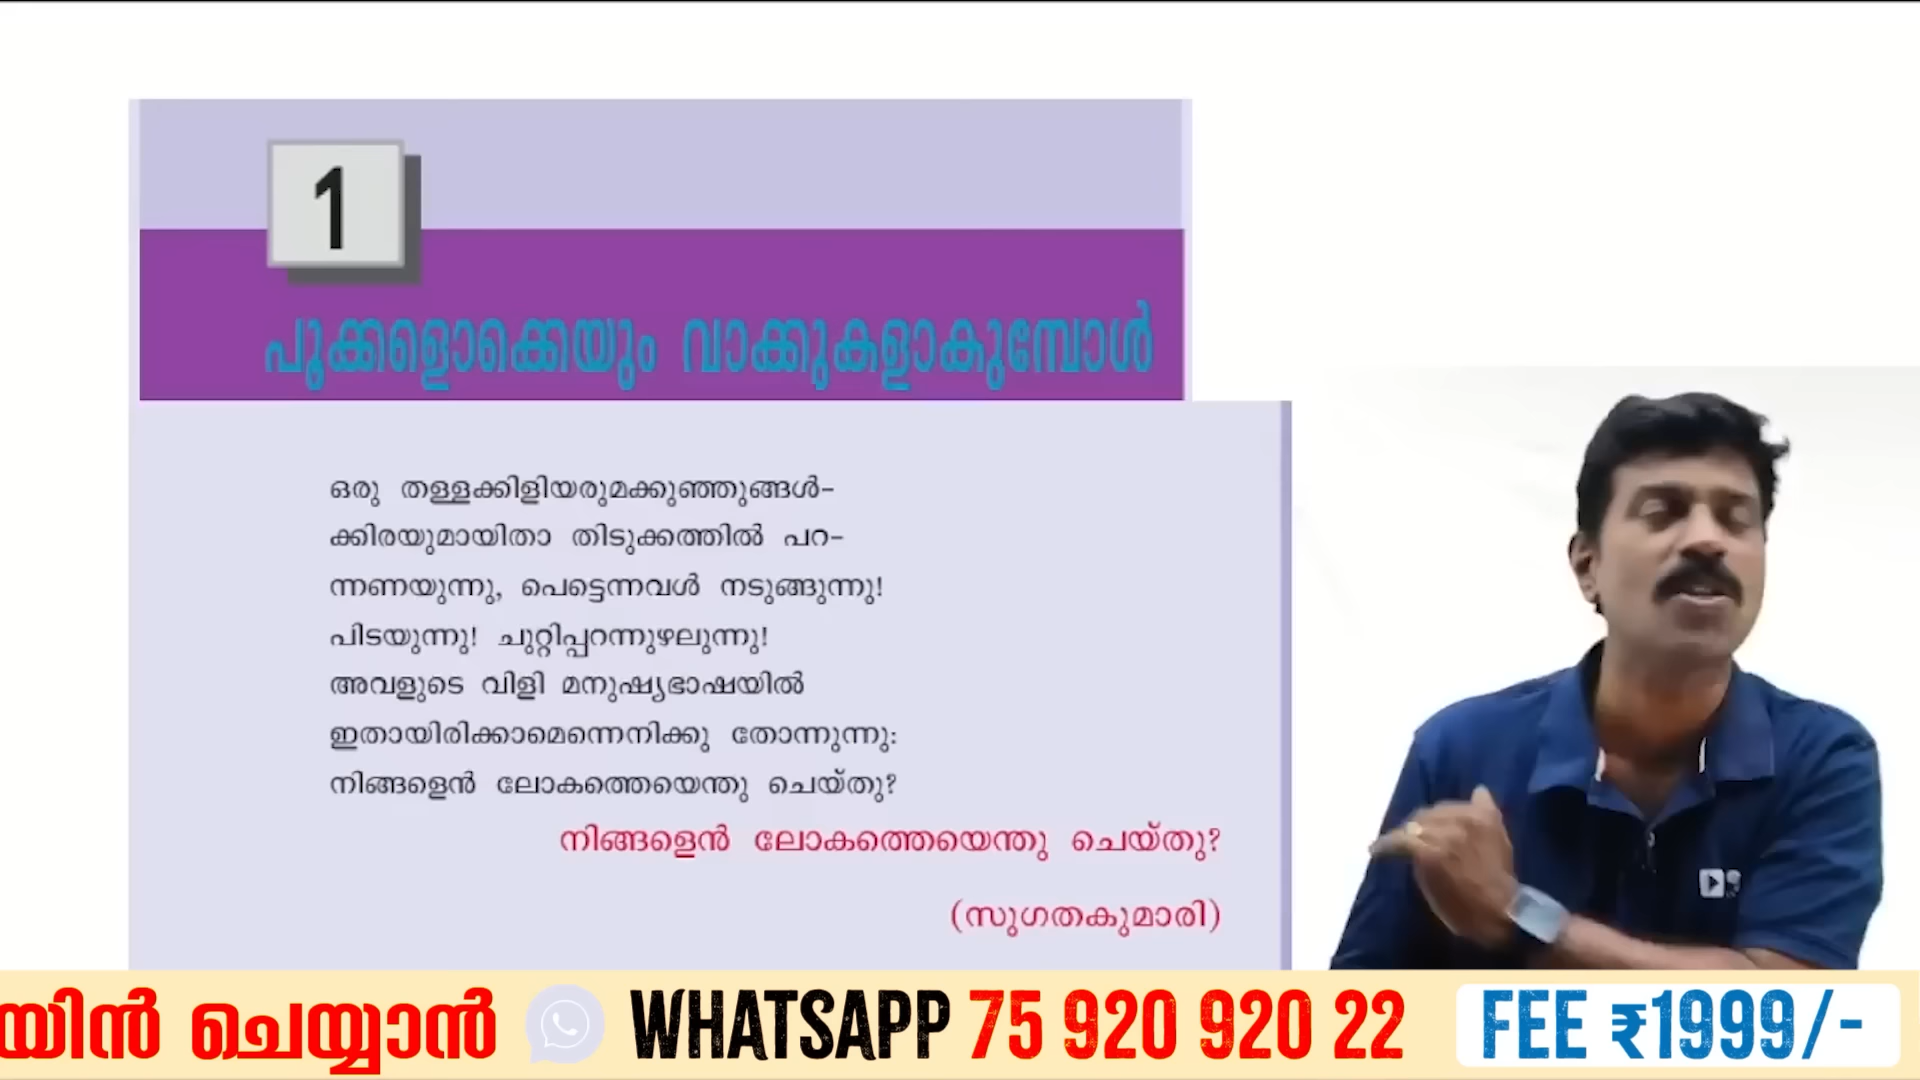 1
പൂക്കളൊക്കെയും വാക്കുകളാകുമ്പോൾ
ഒരു തള്ളക്കിളിയരുമക്കുഞ്ഞുങ്ങൾ-
ക്കിരയുമായിതാ തിടുക്കത്തിൽ പറ-
ന്നണയുന്നു, പെട്ടെന്നവൾ നടുങ്ങുന്നു!
പിടയുന്നു! ചുറ്റിപ്പറന്നുഴലുന്നു!
അവളുടെ വിളി മനുഷ്യഭാഷയിൽ
ഇതായിരിക്കാമെന്നെനിക്കു തോന്നുന്നു:
നിങ്ങളെൻ ലോകത്തെയെന്തു ചെയ്തു?
നിങ്ങളെൻ ലോകത്തെയെന്തു ചെയ്തു?
(സുഗതകുമാരി)
യിൻ ചെയ്യാൻ WHATSAPP 75 920 920 22 FEE ₹1999/-